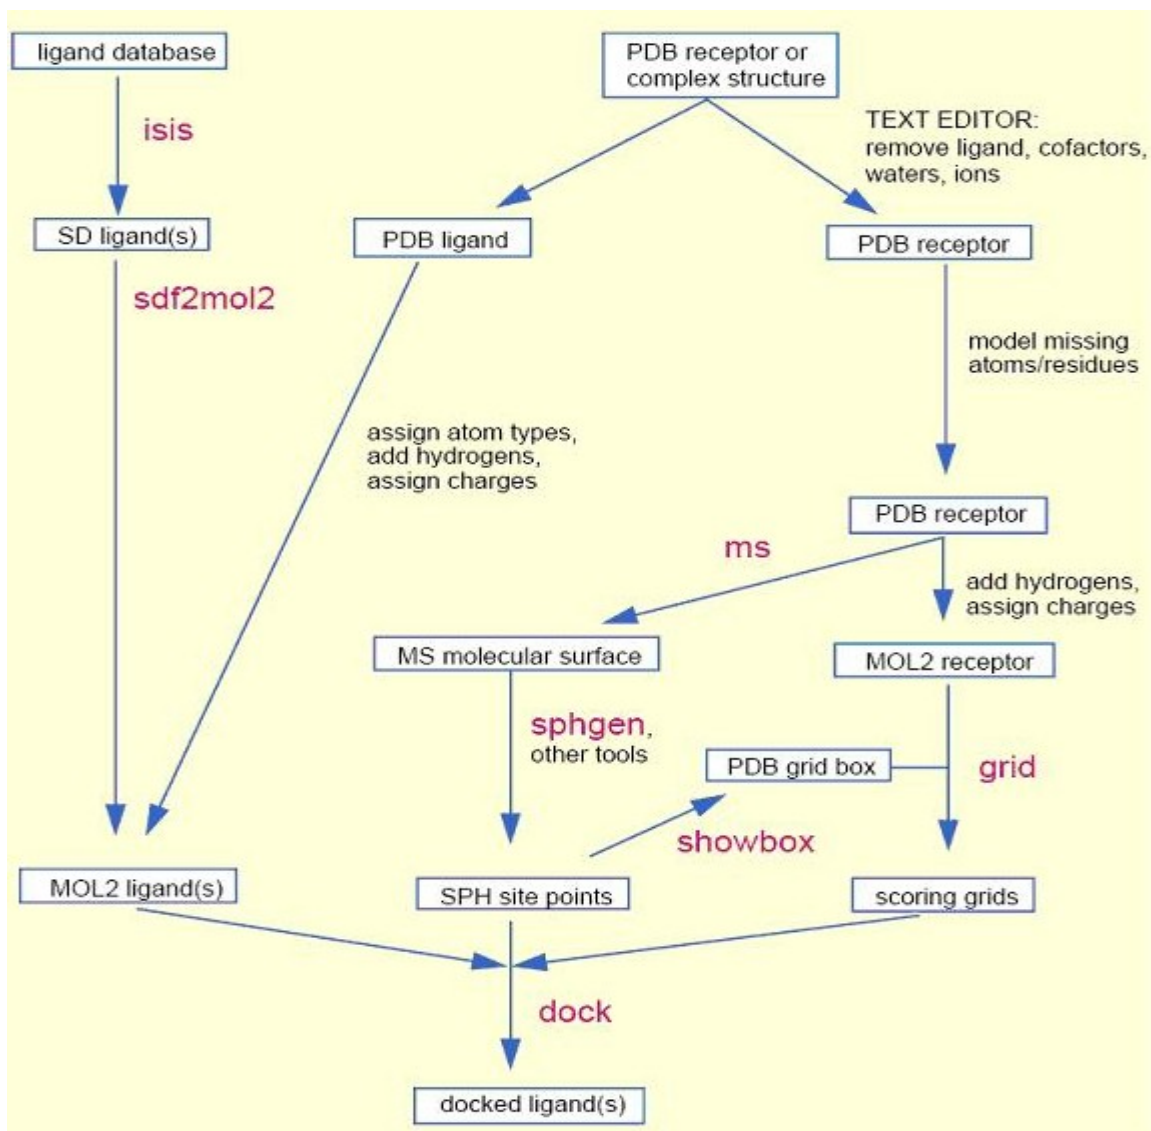 ligand database
PDB receptor or
complex structure
isis
TEXT EDITOR:
remove ligand, cofactors,
waters, ions
SD ligand(s)
PDB ligand
PDB receptor
sdf2mol2
model missing
atoms/residues
assign atom types,
add hydrogens,
assign charges
PDB receptor
ms
add hydrogens,
assign charges
MS molecular surface
MOL2 receptor
sphgen,
other tools
PDB grid box
grid
showbox
MOL2 ligand(s)
SPH site points
scoring grids
dock
docked ligand(s)